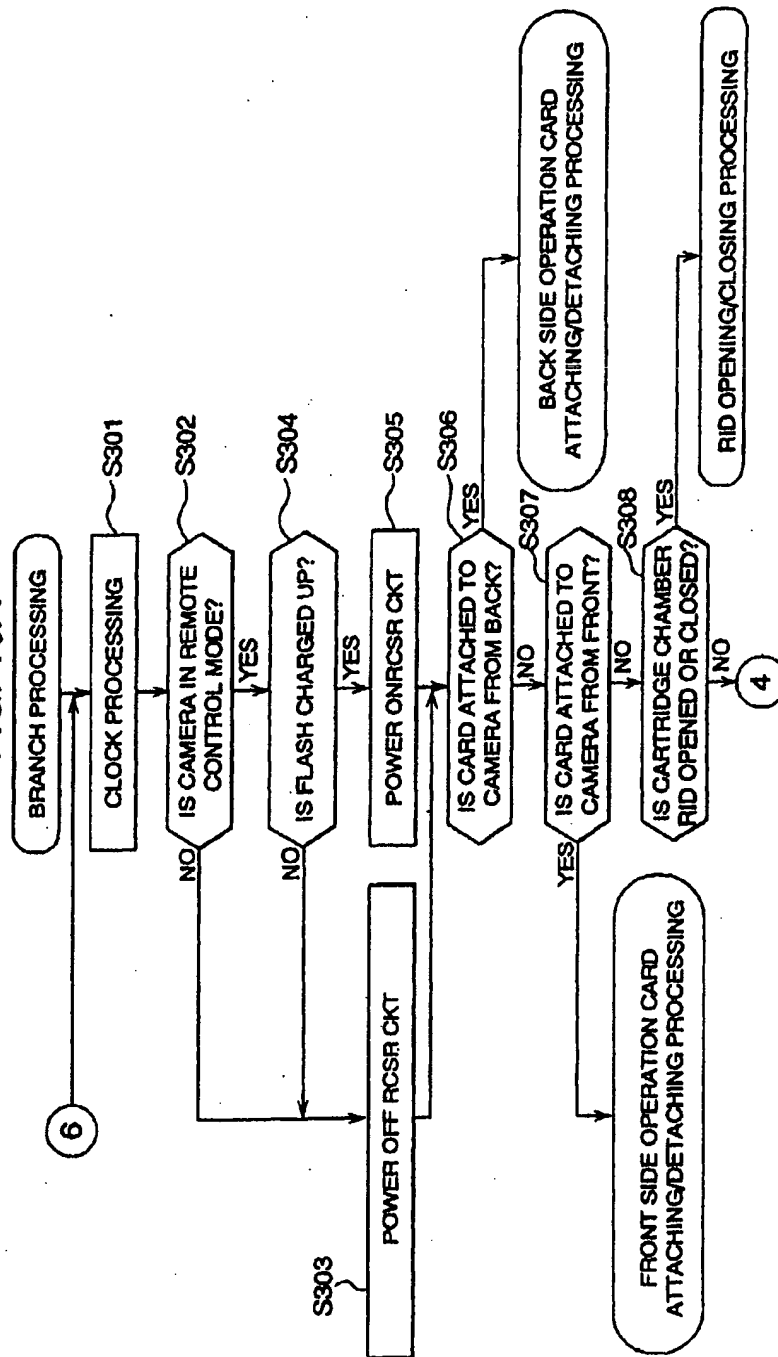 BRANCH PROCESSING
6
CLOCK PROCESSING
S301
IS CAMERA IN REMOTE
CONTROL MODE?
S302
NO
YES
IS FLASH CHARGED UP?
S304
NO
YES
S303
POWER OFF RCSR CKT
POWER ONRCSR CKT
S305
IS CARD ATTACHED TO
CAMERA FROM BACK?
S306
YES
NO
BACK SIDE OPERATION CARD
ATTACHING/DETACHING PROCESSING
IS CARD ATTACHED TO
CAMERA FROM FRONT?
S307
YES
NO
FRONT SIDE OPERATION CARD
ATTACHING/DETACHING PROCESSING
IS CARTRIDGE CHAMBER
RID OPENED OR CLOSED?
S308
YES
NO
RID OPENING/CLOSING PROCESSING
4